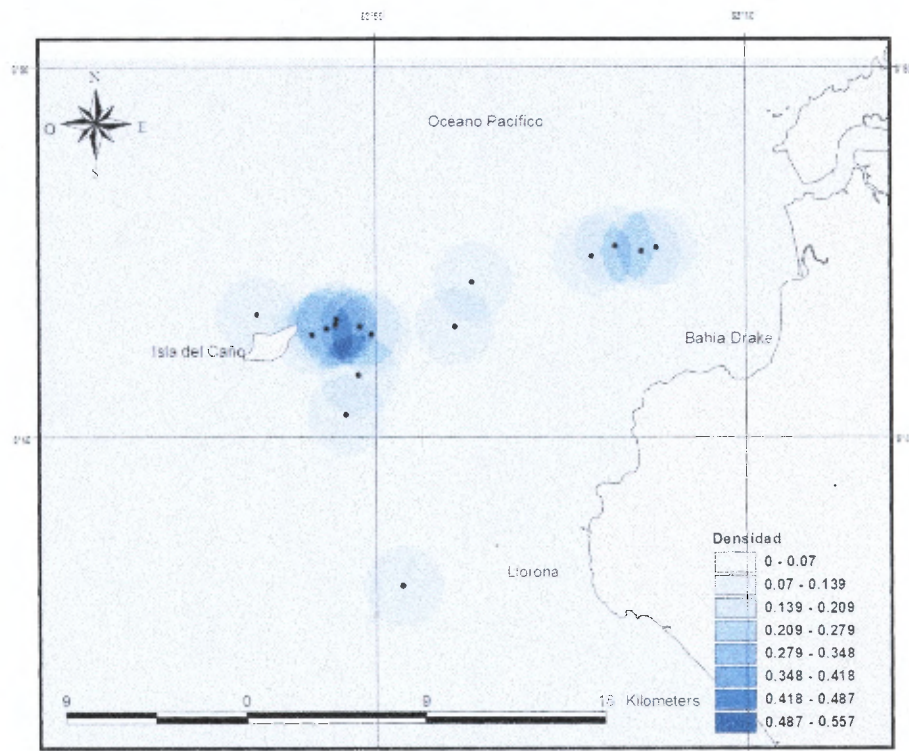 N
O E
S
Oceano Pacífico
Isla del Caño
Bahia Drake
Llorona
Densidad
0 - 0.07
0.07 - 0.139
0.139 - 0.209
0.209 - 0.279
0.279 - 0.348
0.348 - 0.418
0.418 - 0.487
0.487 - 0.557
9 0 9 18 Kilometers